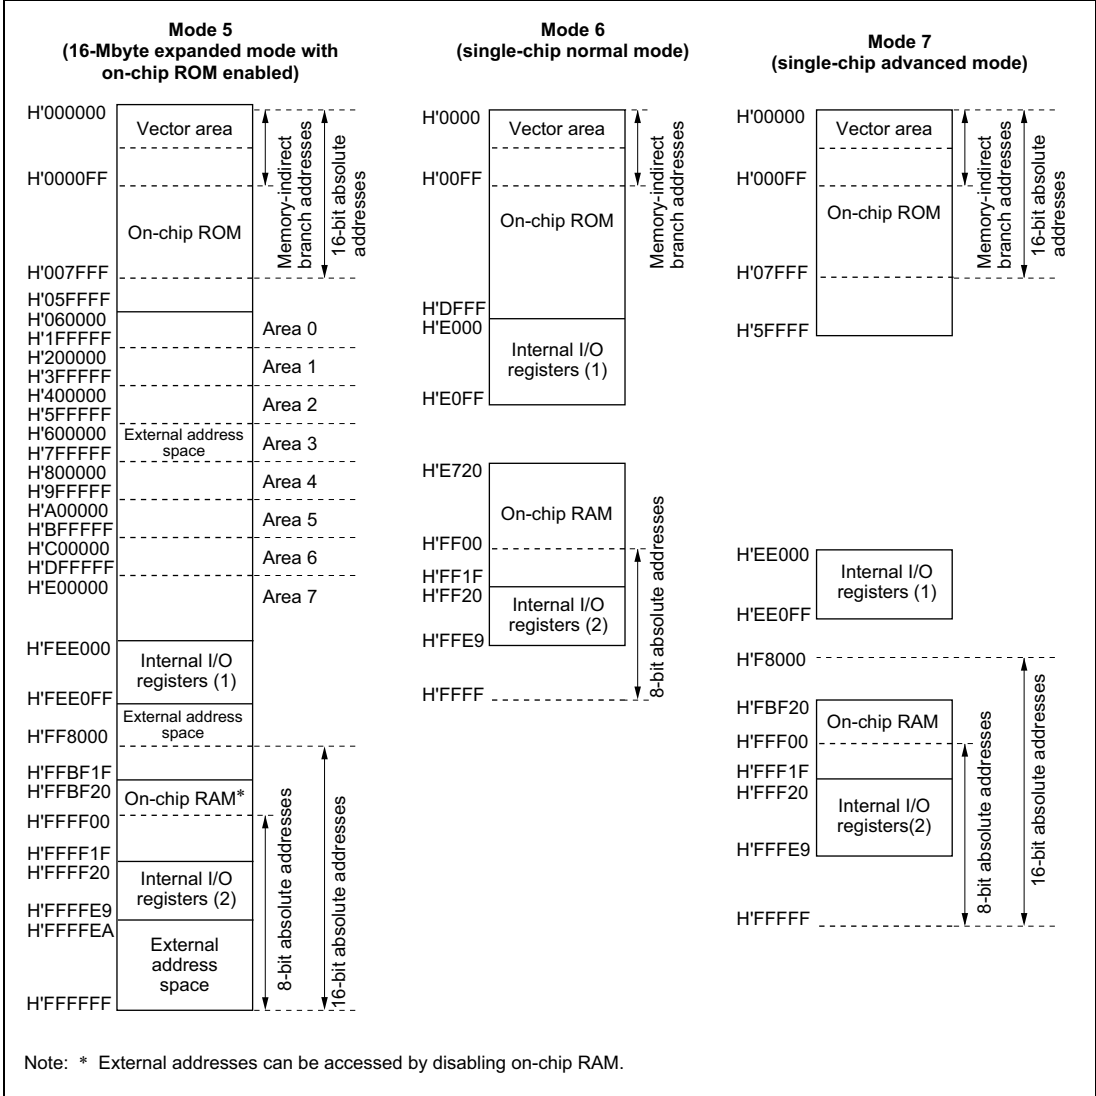 Mode 5
(16-Mbyte expanded mode with
on-chip ROM enabled)
H'000000
Vector area
H'0000FF
On-chip ROM
H'007FFF
H'05FFFF
H'060000
H'1FFFFF
H'200000
H'3FFFFF
H'400000
H'5FFFFF
H'600000
H'7FFFFF
H'800000
H'9FFFFF
H'A00000
H'BFFFFF
H'C00000
H'DFFFFF
H'E00000
External address
space
Area 0
Area 1
Area 2
Area 3
Area 4
Area 5
Area 6
Area 7
H'FEE000
Internal I/O
registers (1)
H'FEE0FF
External address
space
H'FF8000
H'FFBF1F
H'FFBF20
On-chip RAM*
H'FFFF00
H'FFFF1F
H'FFFF20
Internal I/O
registers (2)
H'FFFFE9
H'FFFFEA
External
address
space
H'FFFFFF
Memory-indirect
branch addresses
16-bit absolute
addresses
8-bit absolute addresses
16-bit absolute addresses
Mode 6
(single-chip normal mode)
H'0000
Vector area
H'00FF
On-chip ROM
H'DFFF
H'E000
Internal I/O
registers (1)
H'E0FF
H'E720
On-chip RAM
H'FF00
H'FF1F
H'FF20
Internal I/O
registers (2)
H'FFE9
H'FFFF
Memory-indirect
branch addresses
8-bit absolute addresses
Mode 7
(single-chip advanced mode)
H'00000
Vector area
H'000FF
On-chip ROM
H'07FFF
H'5FFFF
H'EE000
Internal I/O
registers (1)
H'EE0FF
H'F8000
H'FBF20
On-chip RAM
H'FFF00
H'FFF1F
H'FFF20
Internal I/O
registers(2)
H'FFFE9
H'FFFFF
Memory-indirect
branch addresses
16-bit absolute
addresses
8-bit absolute addresses
16-bit absolute addresses
Note: * External addresses can be accessed by disabling on-chip RAM.